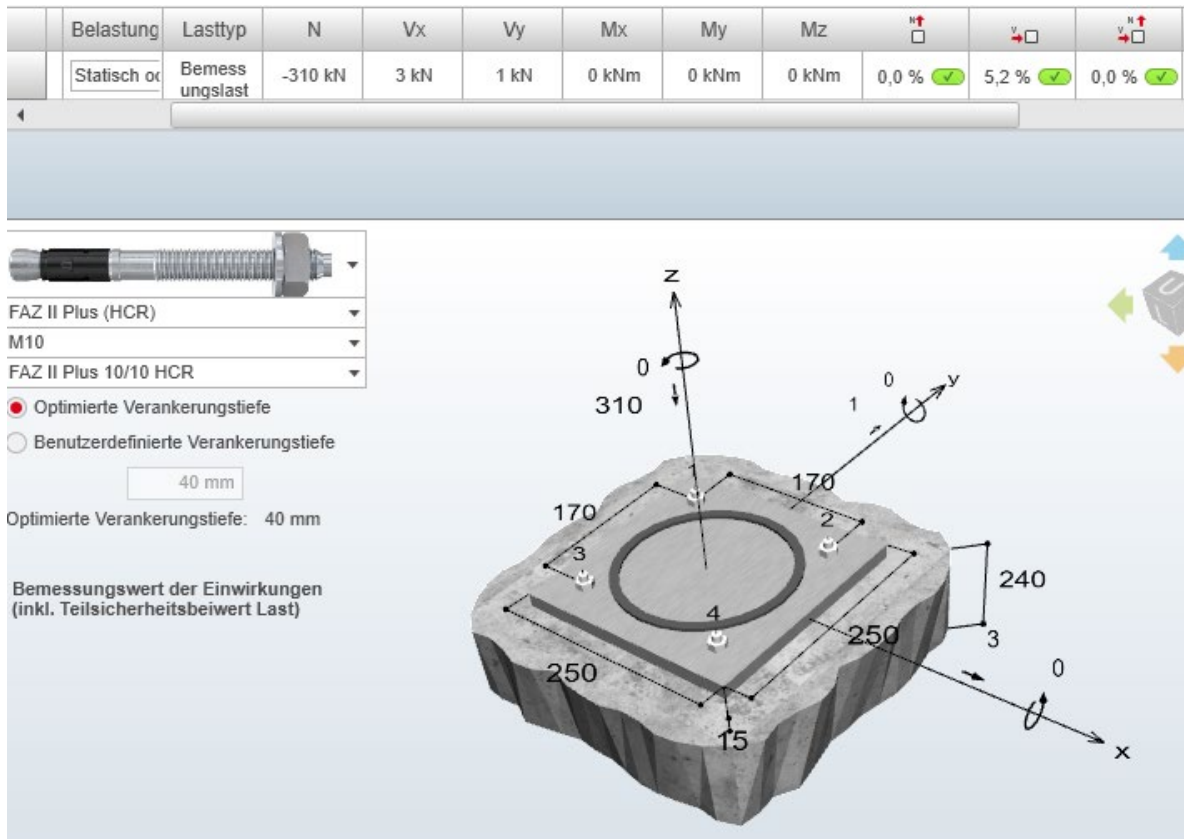 Belastung Lasttyp N Vx Vy Mx My Mz N V V N
Statisch oc Bemess ungslast -310 kN 3 kN 1 kN 0 kNm 0 kNm 0 kNm 0,0 % 5,2 % 0,0 %
FAZ II Plus (HCR)
M10
FAZ II Plus 10/10 HCR
Optimierte Verankerungstiefe
Benutzerdefinierte Verankerungstiefe
40 mm
Optimierte Verankerungstiefe: 40 mm
Bemessungswert der Einwirkungen
(inkl. Teilsicherheitsbeiwert Last)
z
0
310
0
y
1
1
170
170
2
3
4
240
3
250
250
0
15
x